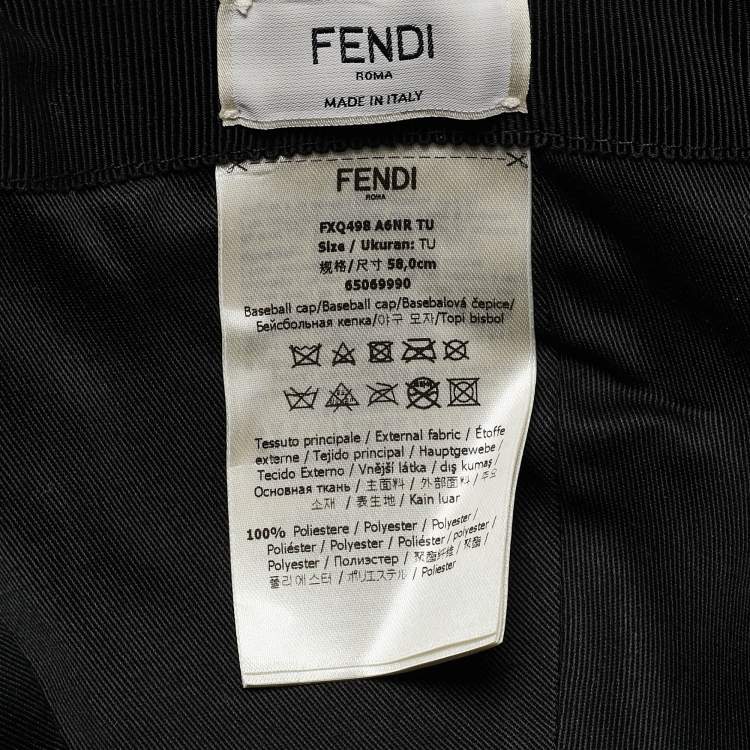 FENDI
ROMA
MADE IN ITALY
FENDI
ROMA
FXQ498 A6NR TU
Size / Ukuran: TU
规格/尺寸 58,0cm
65069990
Baseball cap/Baseball cap/Basebalová čepice/
Бейсбольная кепка/야구 모자/Topi bisbol
Tessuto principale / External fabric / Étoffe
externe / Tejido principal / Hauptgewebe /
Tecido Externo / Vnější látka / dış kumaş /
Основная ткань / 主面料 / 外部面料 / 주요
소재 / 表生地 / Kain luar
100% Poliestere / Polyester / Polyester /
Poliéster / Polyester / Poliéster / polyester /
Polyester / Полиэстер / 聚酯纤维 / 聚酯 /
폴리에스터 / ポリエステル / Poliester